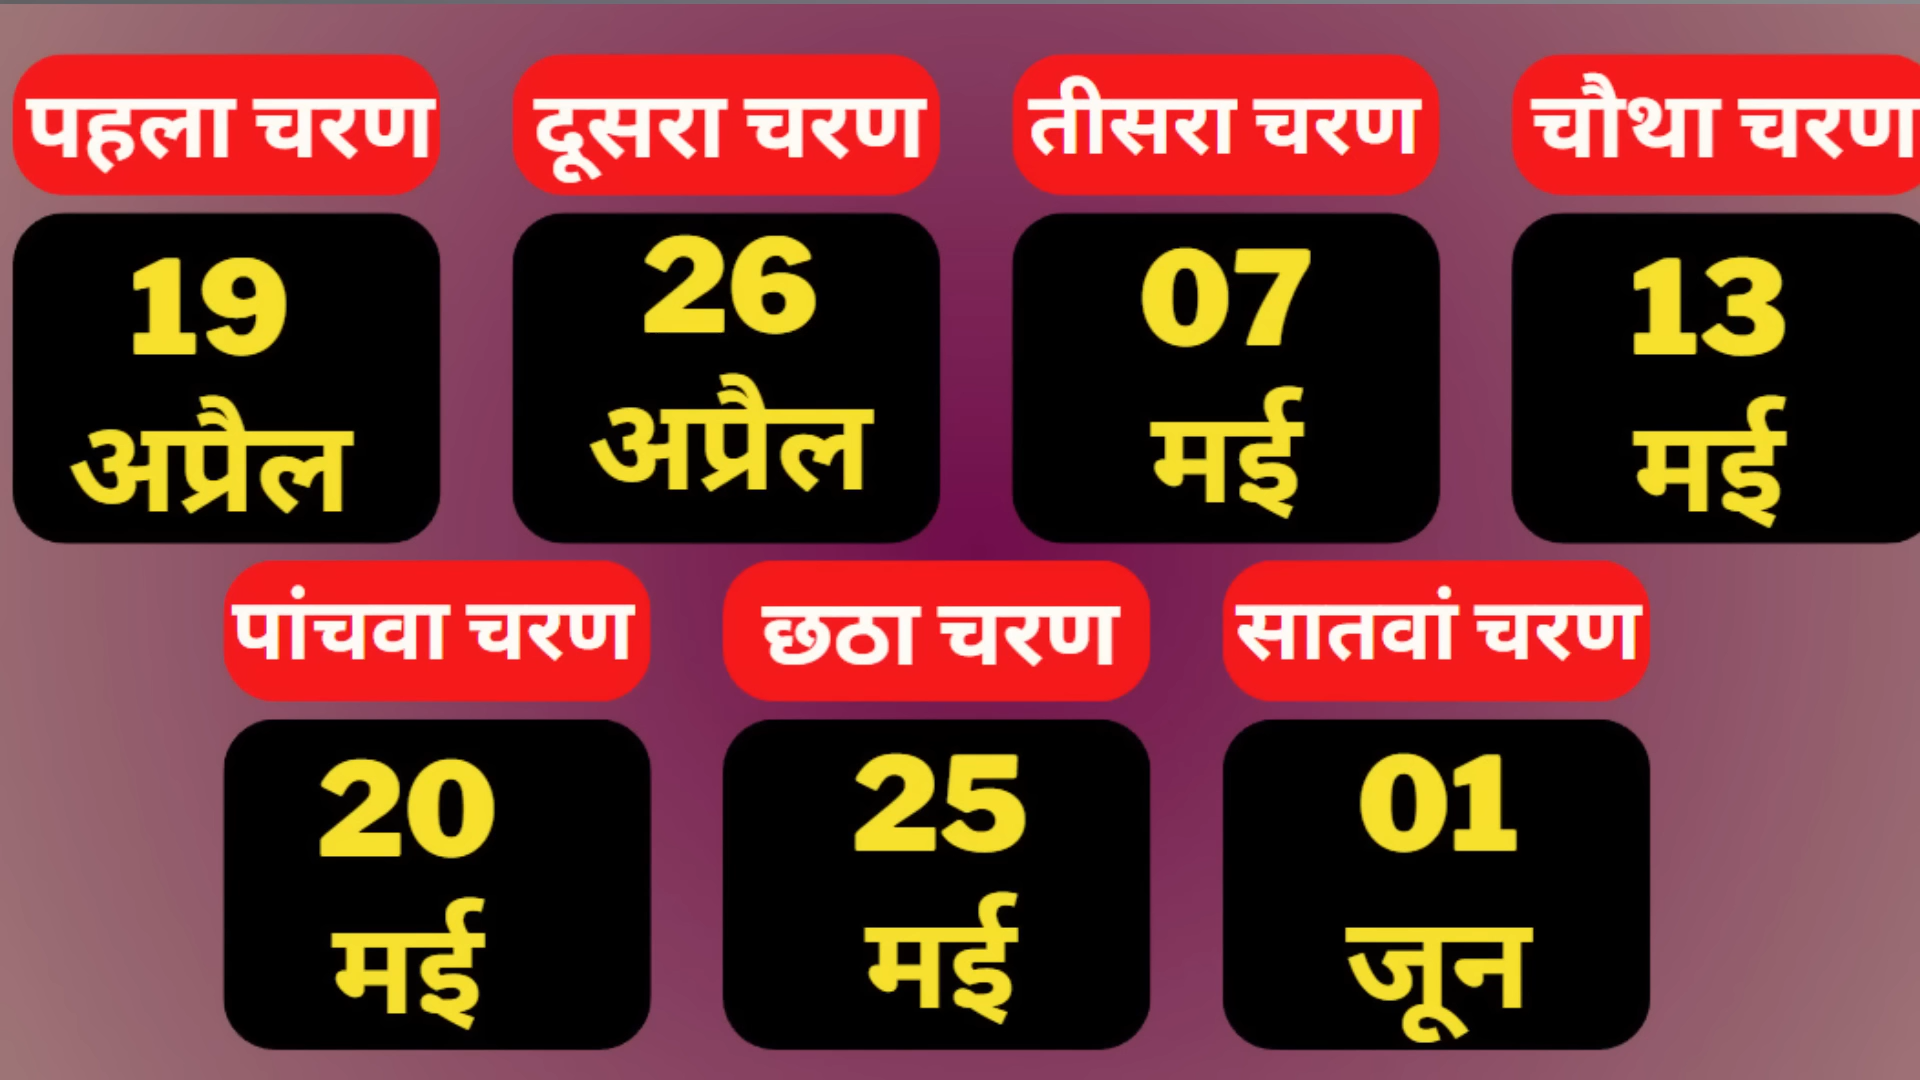 पहला चरण
दूसरा चरण
तीसरा चरण
चौथा चरण
19
अप्रैल
26
अप्रैल
07
मई
13
मई
पांचवा चरण
छठा चरण
सातवां चरण
20
मई
25
मई
01
जून